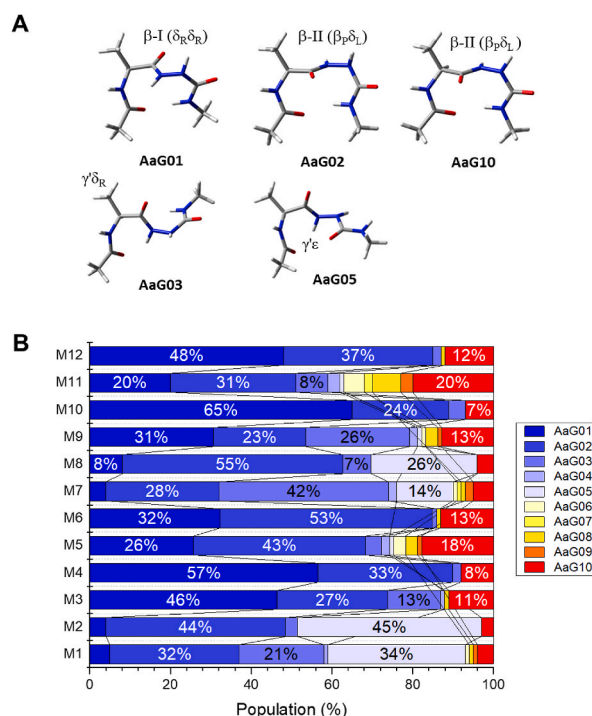 A
β-I (δRδR)
β-II (βPδL)
β-II (βPδL)
AaG01
AaG02
AaG10
γ'δR
γ'ε
AaG03
AaG05
B
M12
48%
37%
12%
M11
20%
31%
8%
20%
M10
65%
24%
7%
M9
31%
23%
26%
13%
M8
8%
55%
7%
26%
M7
28%
42%
14%
M6
32%
53%
13%
M5
26%
43%
18%
M4
57%
33%
8%
M3
46%
27%
13%
11%
M2
44%
45%
M1
32%
21%
34%
0
20
40
60
80
100
Population (%)
AaG01
AaG02
AaG03
AaG04
AaG05
AaG06
AaG07
AaG08
AaG09
AaG10